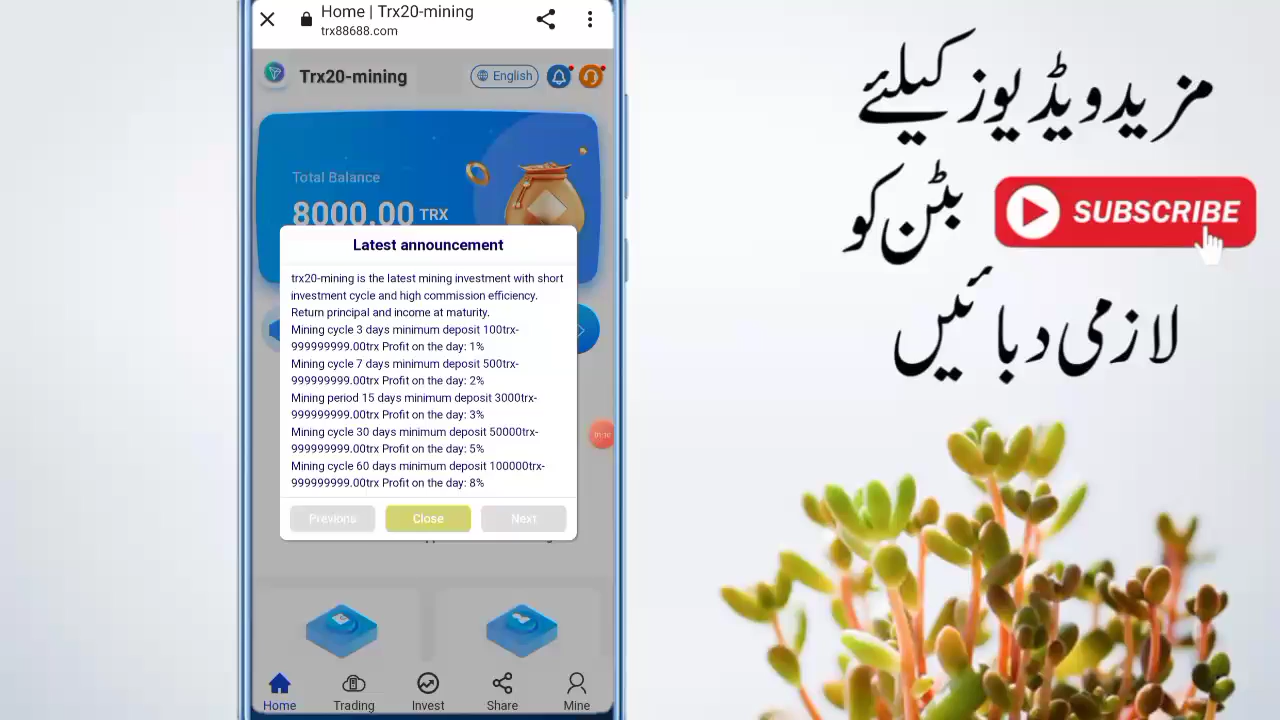 Home | Trx20-mining
trx88688.com
Trx20-mining
English
Total Balance
8000.00 TRX
Latest announcement
trx20-mining is the latest mining investment with short
investment cycle and high commission efficiency.
Return principal and income at maturity.
Mining cycle 3 days minimum deposit 100trx-
999999999.00trx Profit on the day: 1%
Mining cycle 7 days minimum deposit 500trx-
999999999.00trx Profit on the day: 2%
Mining period 15 days minimum deposit 3000trx-
999999999.00trx Profit on the day: 3%
Mining cycle 30 days minimum deposit 50000trx-
999999999.00trx Profit on the day: 5%
Mining cycle 60 days minimum deposit 100000trx-
999999999.00trx Profit on the day: 8%
Previous
Close
Next
Home
Trading
Invest
Share
Mine
مزید ویڈیوز کیلئے
SUBSCRIBE بٹن کو
لازمی دبائیں